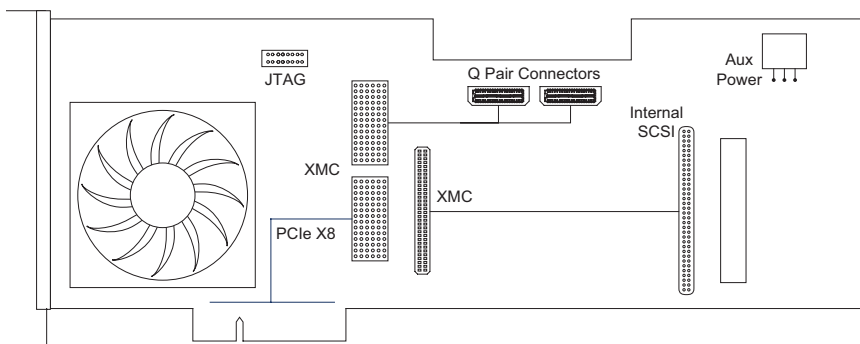 JTAG
Q Pair Connectors
Aux
Power
Internal
SCSI
XMC
XMC
PCIe X8